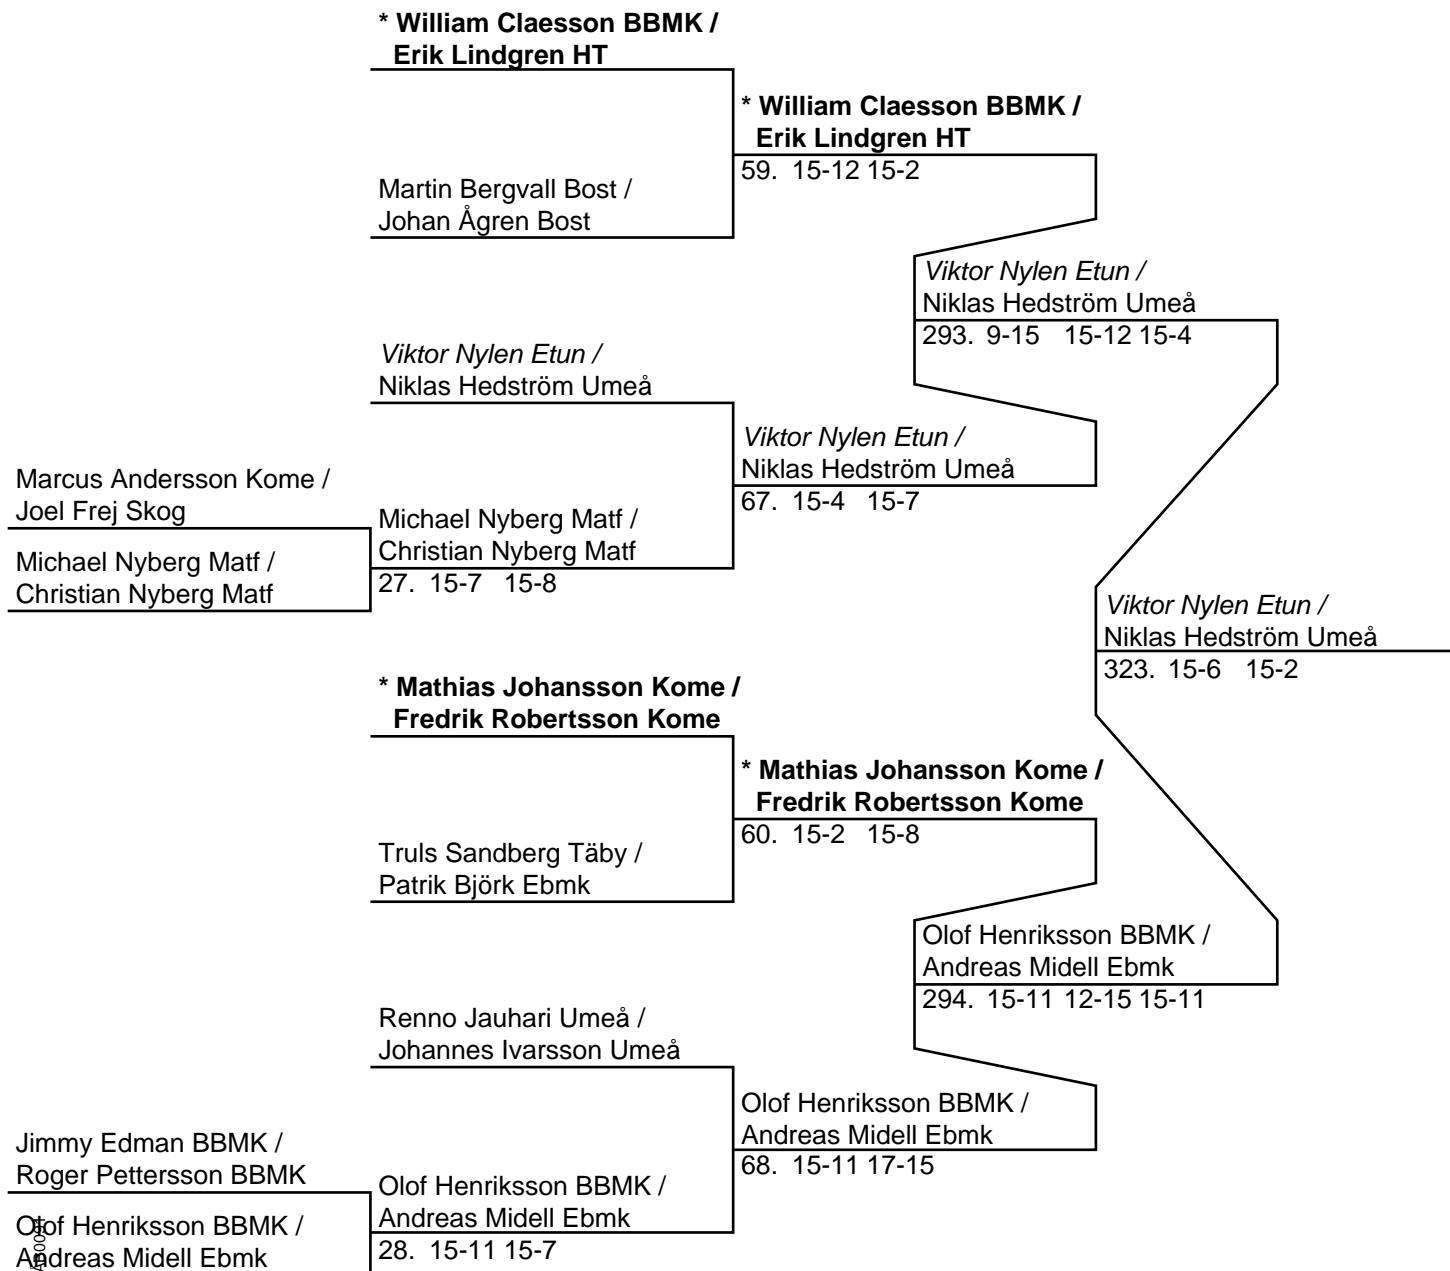 * William Claesson BBMK /
Erik Lindgren HT
* William Claesson BBMK /
Erik Lindgren HT
59. 15-12 15-2
Martin Bergvall Bost /
Johan Ågren Bost
Viktor Nylen Etun /
Niklas Hedström Umeå
293. 9-15 15-12 15-4
Viktor Nylen Etun /
Niklas Hedström Umeå
Viktor Nylen Etun /
Niklas Hedström Umeå
67. 15-4 15-7
Marcus Andersson Kome /
Joel Frej Skog
Michael Nyberg Matf /
Christian Nyberg Matf
27. 15-7 15-8
Michael Nyberg Matf /
Christian Nyberg Matf
Viktor Nylen Etun /
Niklas Hedström Umeå
323. 15-6 15-2
* Mathias Johansson Kome /
Fredrik Robertsson Kome
* Mathias Johansson Kome /
Fredrik Robertsson Kome
60. 15-2 15-8
Truls Sandberg Täby /
Patrik Björk Ebmk
Olof Henriksson BBMK /
Andreas Midell Ebmk
294. 15-11 12-15 15-11
Renno Jauhari Umeå /
Johannes Ivarsson Umeå
Olof Henriksson BBMK /
Andreas Midell Ebmk
68. 15-11 17-15
Jimmy Edman BBMK /
Roger Pettersson BBMK
Olof Henriksson BBMK /
Andreas Midell Ebmk
28. 15-11 15-7
Olof Henriksson BBMK /
Andreas Midell Ebmk